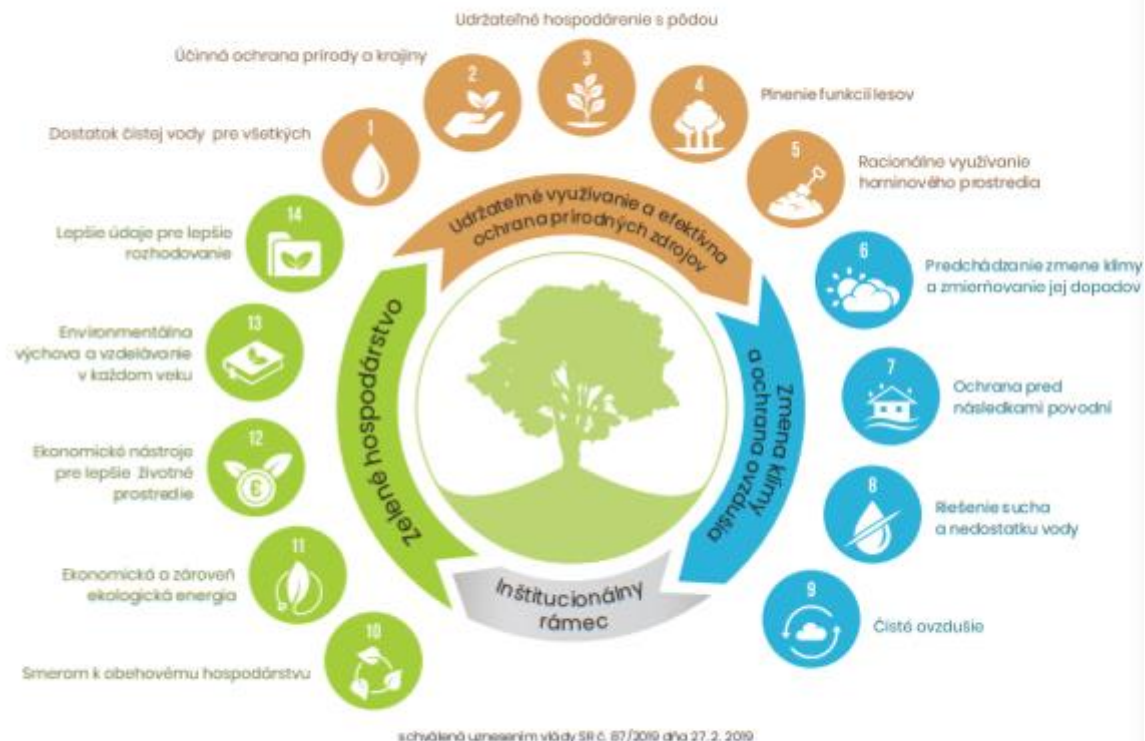 Udržateľné hospodárenie s pôdou
3
Účinná ochrana prírody a krajiny
2
4
Plnenie funkcií lesov
Dostatok čistej vody pre všetkých
1
5
Racionálne využívanie
horninového prostredia
Udržateľné využívanie a efektívna
ochrana prírodných zdrojov
14
Lepšie údaje pre lepšie
rozhodovanie
6
Predchádzanie zmene klímy
a zmierňovanie jej dopadov
13
Environmentálna
výchova a vzdelávanie
v každom veku
Zelené hospodárstvo
Zmena klímy
a ochrana ovzdušia
7
Ochrana pred
následkami povodní
12
Ekonomické nástroje
pre lepšie životné
prostredie
€
8
Riešenie sucha
a nedostatku vody
11
Ekonomická a zároveň
ekologická energia
Inštitucionálny
rámec
9
Čisté ovzdušie
10
Smerom k obehovému hospodárstvu
schválená uznesením vlády SR č. 87/2019 dňa 27. 2. 2019